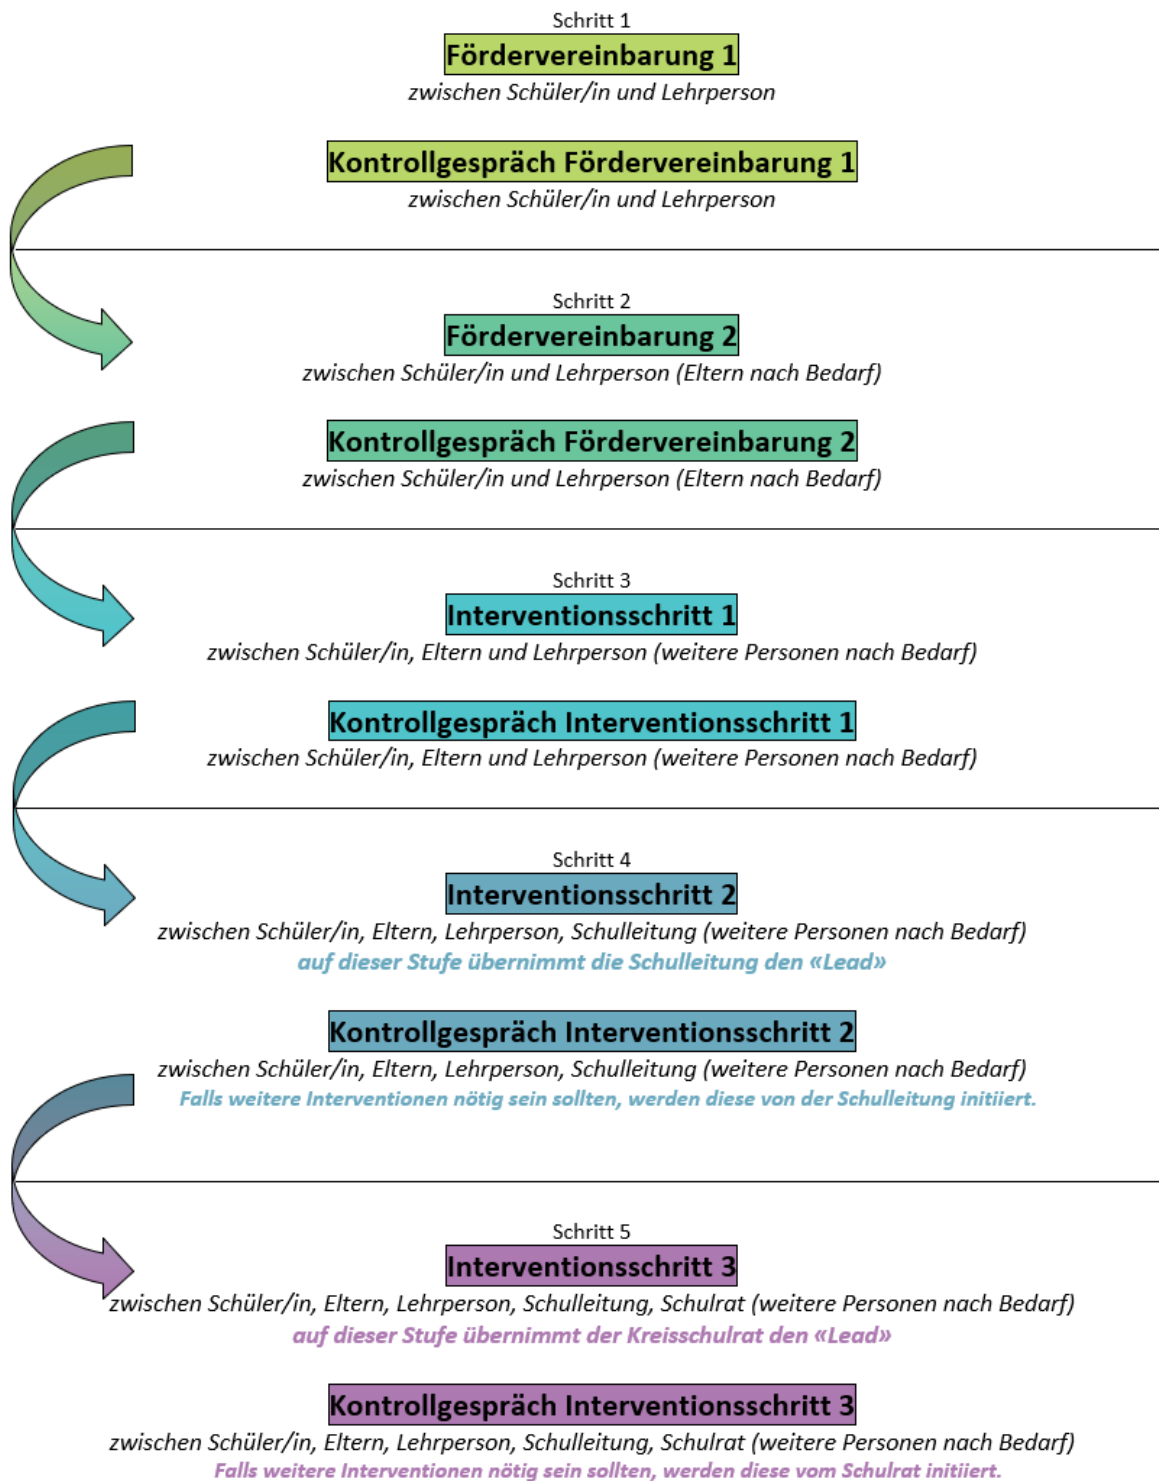 Schritt 1
Fördervereinbarung 1
zwischen Schüler/in und Lehrperson
Kontrollgespräch Fördervereinbarung 1
zwischen Schüler/in und Lehrperson
Schritt 2
Fördervereinbarung 2
zwischen Schüler/in und Lehrperson (Eltern nach Bedarf)
Kontrollgespräch Fördervereinbarung 2
zwischen Schüler/in und Lehrperson (Eltern nach Bedarf)
Schritt 3
Interventionsschritt 1
zwischen Schüler/in, Eltern und Lehrperson (weitere Personen nach Bedarf)
Kontrollgespräch Interventionsschritt 1
zwischen Schüler/in, Eltern und Lehrperson (weitere Personen nach Bedarf)
Schritt 4
Interventionsschritt 2
zwischen Schüler/in, Eltern, Lehrperson, Schulleitung (weitere Personen nach Bedarf)
auf dieser Stufe übernimmt die Schulleitung den «Lead»
Kontrollgespräch Interventionsschritt 2
zwischen Schüler/in, Eltern, Lehrperson, Schulleitung (weitere Personen nach Bedarf)
Falls weitere Interventionen nötig sein sollten, werden diese von der Schulleitung initiiert.
Schritt 5
Interventionsschritt 3
zwischen Schüler/in, Eltern, Lehrperson, Schulleitung, Schulrat (weitere Personen nach Bedarf)
auf dieser Stufe übernimmt der Kreisschulrat den «Lead»
Kontrollgespräch Interventionsschritt 3
zwischen Schüler/in, Eltern, Lehrperson, Schulleitung, Schulrat (weitere Personen nach Bedarf)
Falls weitere Interventionen nötig sein sollten, werden diese vom Schulrat initiiert.